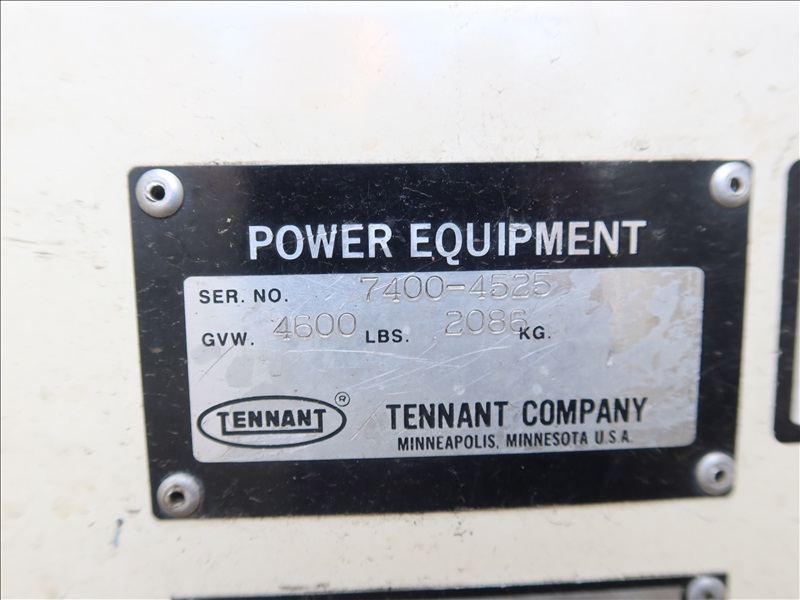 POWER EQUIPMENT
SER. NO. 7400-4525
GVW. 4600 LBS. 2086 KG.
TENNANT ® TENNANT COMPANY
MINNEAPOLIS, MINNESOTA U.S.A.